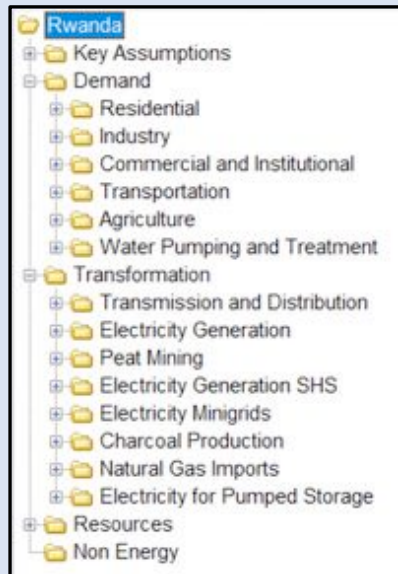 Rwanda
Key Assumptions
Demand
Residential
Industry
Commercial and Institutional
Transportation
Agriculture
Water Pumping and Treatment
Transformation
Transmission and Distribution
Electricity Generation
Peat Mining
Electricity Generation SHS
Electricity Minigrids
Charcoal Production
Natural Gas Imports
Electricity for Pumped Storage
Resources
Non Energy